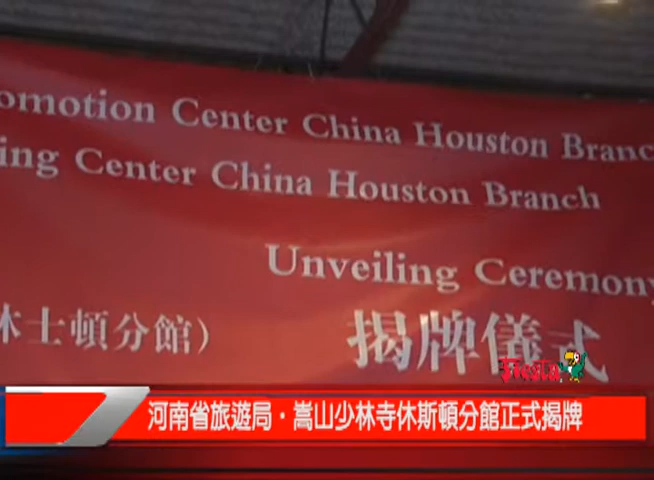 omotion Center China Houston Branc
ing Center China Houston Branch
Unveiling Ceremony
林士頓分館）
揭牌儀式
Fiesta
河南省旅遊局・嵩山少林寺休斯頓分館正式揭牌